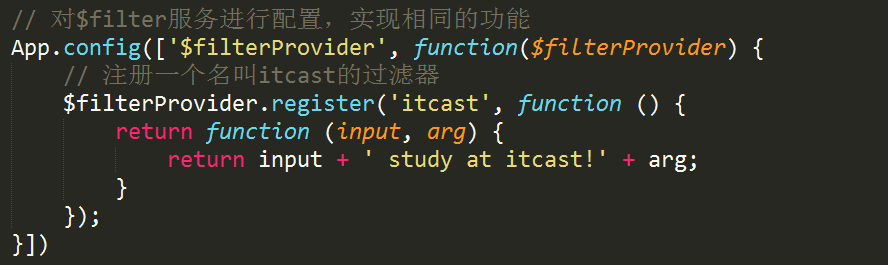 // 对$filter服务进行配置，实现相同的功能
App.config(['$filterProvider', function($filterProvider) {
    // 注册一个名叫itcast的过滤器
    $filterProvider.register('itcast', function () {
        return function (input, arg) {
            return input + ' study at itcast!' + arg;
        }
    });
}])